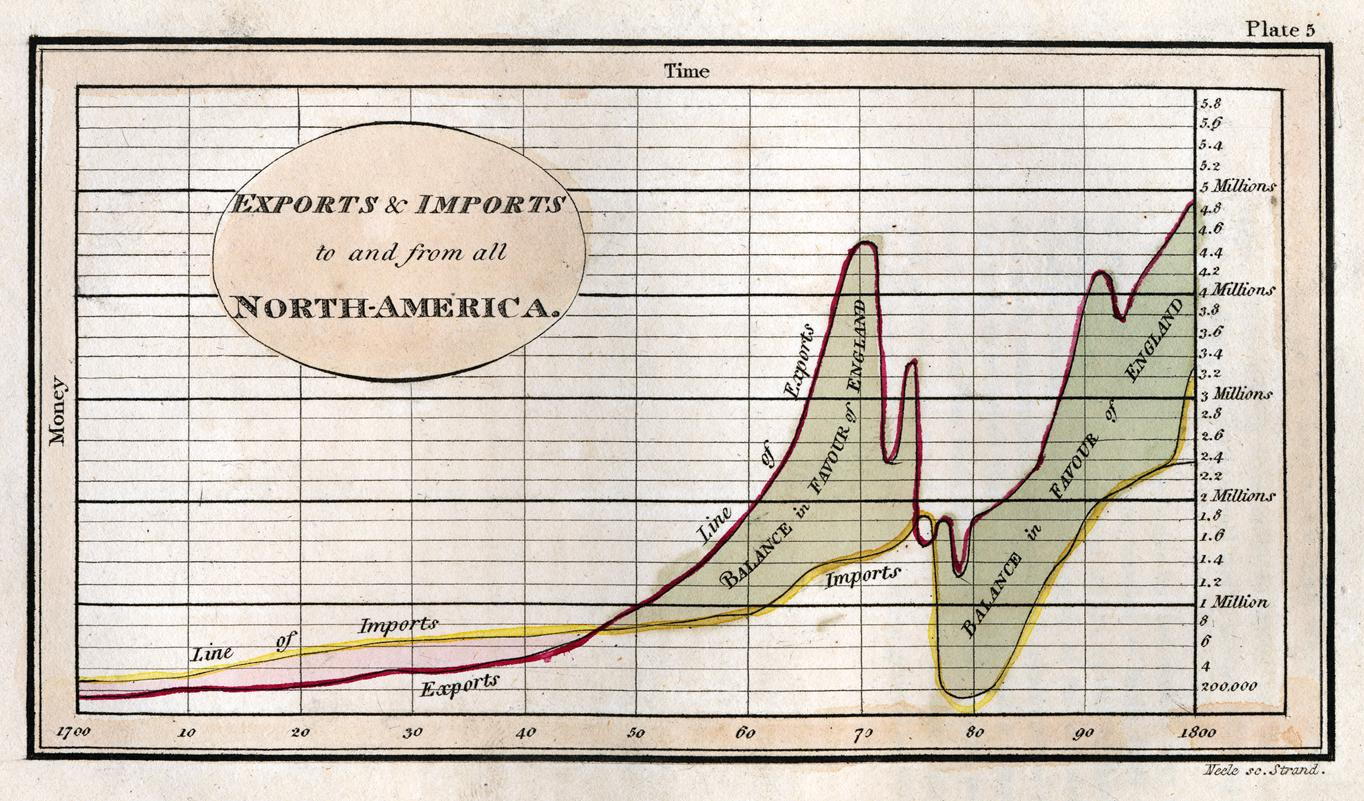 Plate 5
Time
EXPORTS & IMPORTS
to and from all
NORTH-AMERICA.
Money
5.8
5.6
5.4
5.2
5 Millions
4.8
4.6
4.4
4.2
4 Millions
3.8
3.6
3.4
3.2
3 Millions
2.8
2.6
2.4
2.2
2 Millions
1.8
1.6
1.4
1.2
1 Million
8
6
4
200,000
Line of Exports
BALANCE in FAVOUR of ENGLAND
Imports
BALANCE in FAVOUR of ENGLAND
Line of Imports
Exports
1700 10 20 30 40 50 60 70 80 90 1800
Neele sc. Strand.